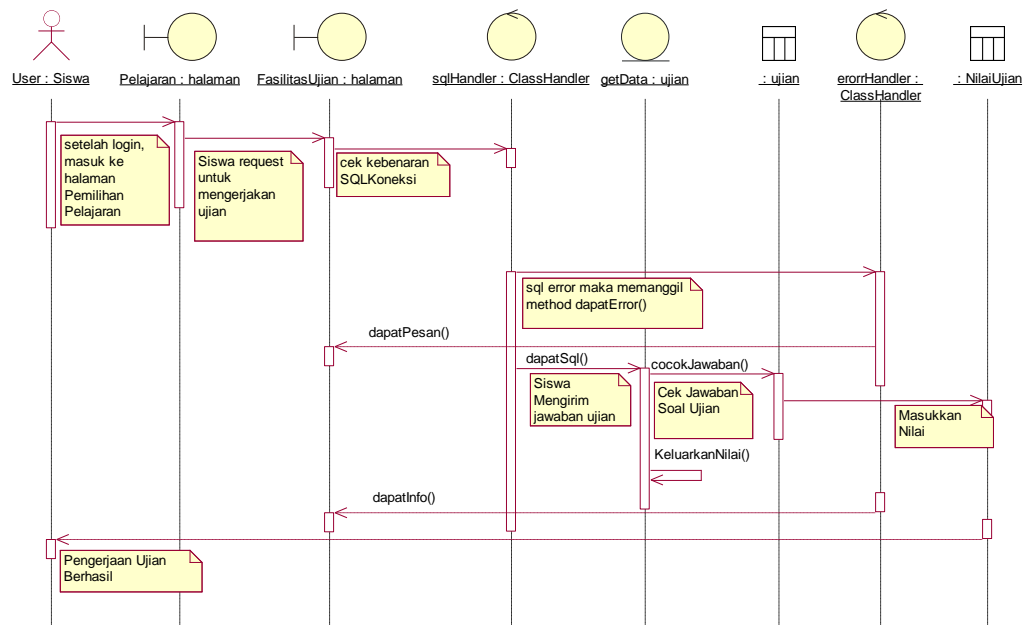 User : Siswa
Pelajaran : halaman
FasilitasUjian : halaman
sqlHandler : ClassHandler
getData : ujian
: ujian
erorrHandler :
ClassHandler
: NilaiUjian
setelah login,
masuk ke
halaman
Pemilihan
Pelajaran
Siswa request
untuk
mengerjakan
ujian
cek kebenaran
SQLKoneksi
sql error maka memanggil
method dapatError()
dapatPesan()
dapatSql()
cocokJawaban()
Siswa
Mengirim
jawaban ujian
Cek Jawaban
Soal Ujian
Masukkan
Nilai
KeluarkanNilai()
dapatInfo()
Pengerjaan Ujian
Berhasil